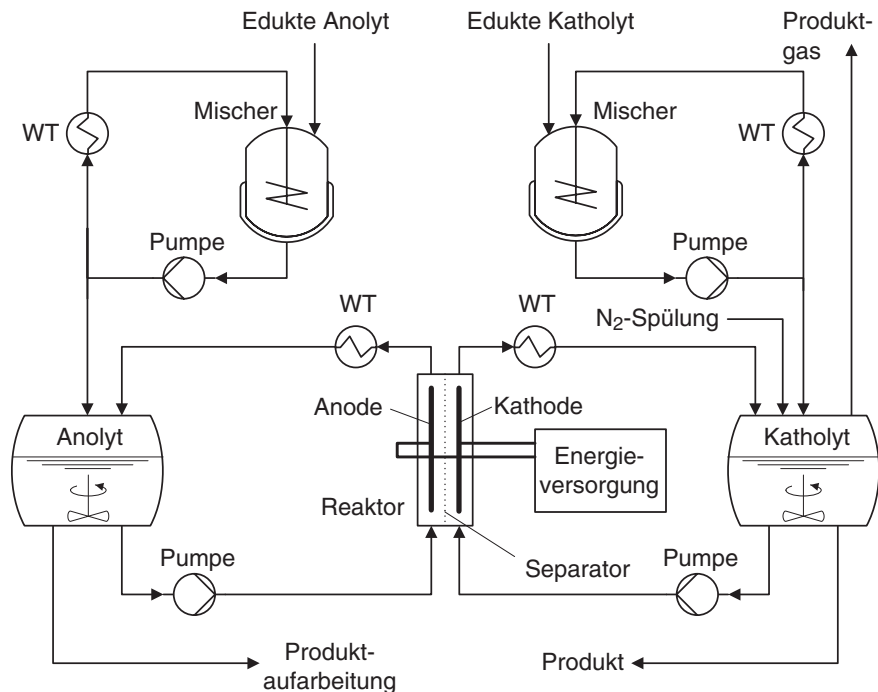 Edukte Anolyt
Edukte Katholyt
Produkt-
gas
WT
Mischer
Mischer
WT
Pumpe
Pumpe
WT
WT
N₂-Spülung
Anode
Kathode
Anolyt
Katholyt
Energie-
versorgung
Reaktor
Pumpe
Separator
Pumpe
Produkt-
aufarbeitung
Produkt